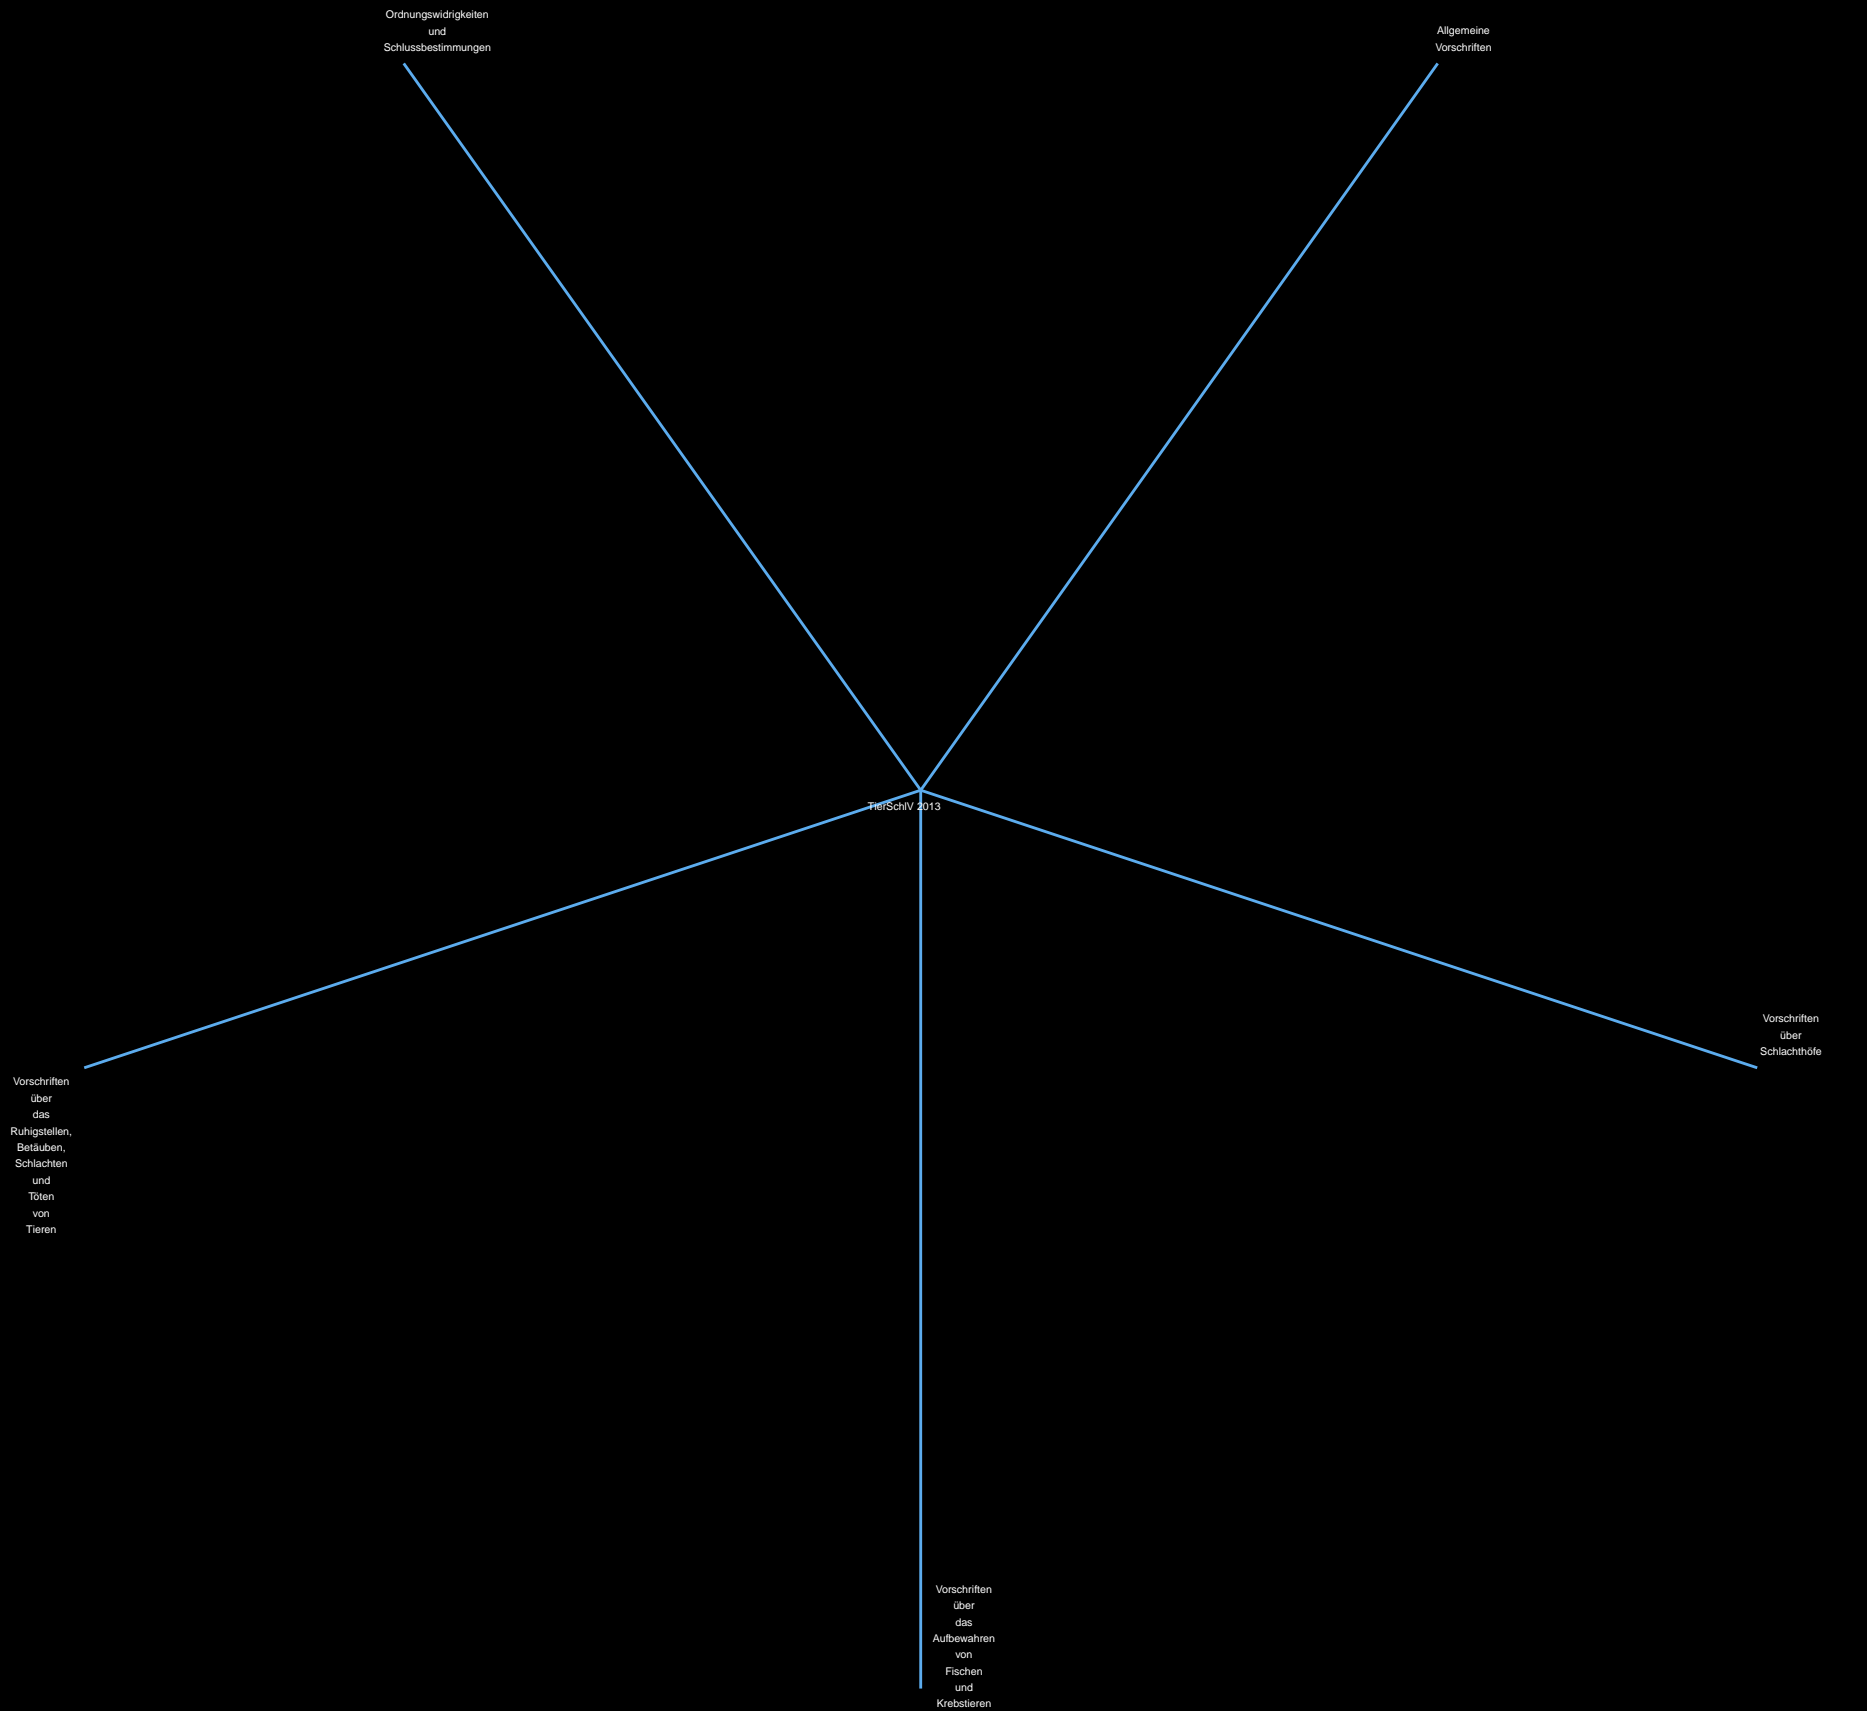 Ordnungswidrigkeiten
und
Schlussbestimmungen
Allgemeine
Vorschriften
TierSchlV 2013
Vorschriften
über
Schlachthöfe
Vorschriften
über
das
Ruhigstellen,
Betäuben,
Schlachten
und
Töten
von
Tieren
Vorschriften
über
das
Aufbewahren
von
Fischen
und
Krebstieren